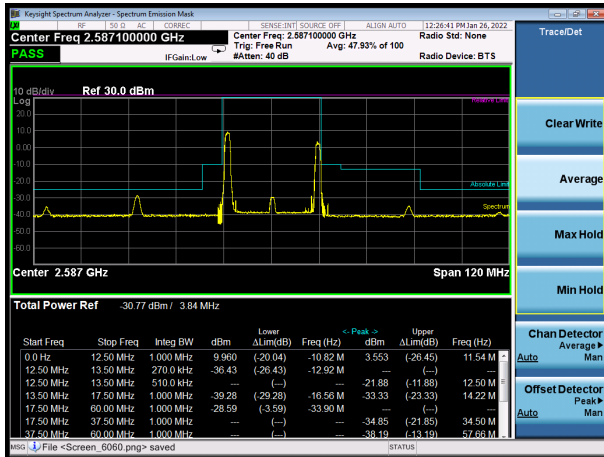 Keysight Spectrum Analyzer - Spectrum Emission Mask
RF 50 Ω AC CORREC SENSE:INT SOURCE OFF ALIGN AUTO 12:26:41 PM Jan 26, 2022
Center Freq 2.587100000 GHz
Center Freq: 2.587100000 GHz
Radio Std: None
Trig: Free Run Avg: 47.93% of 100
PASS
IFGain:Low
#Atten: 40 dB
Radio Device: BTS
10 dB/div Ref 30.0 dBm
Log
Relative Limit
20.0
10.0
0.00
-10.0
-20.0
Absolute Limit
-30.0
Spectrum
-40.0
-50.0
-60.0
Center 2.587 GHz
Span 120 MHz
Total Power Ref -30.77 dBm / 3.84 MHz
Lower <- Peak -> Upper
Start Freq Stop Freq Integ BW dBm ΔLim(dB) Freq (Hz) dBm ΔLim(dB) Freq (Hz)
0.0 Hz 12.50 MHz 1.000 MHz 9.960 (-20.04) -10.82 M 3.553 (-26.45) 11.54 M
12.50 MHz 13.50 MHz 270.0 kHz -36.43 (-26.43) -12.92 M --- (---)
12.50 MHz 13.50 MHz 510.0 kHz --- (---) -21.88 (-11.88) 12.50 M
13.50 MHz 17.50 MHz 1.000 MHz -39.28 (-29.28) -16.56 M -33.33 (-23.33) 14.22 M
17.50 MHz 60.00 MHz 1.000 MHz -28.59 (-3.59) -33.90 M --- (---)
17.50 MHz 37.50 MHz 1.000 MHz --- (---) -34.85 (-21.85) 34.50 M
37.50 MHz 60.00 MHz 1.000 MHz --- (---) -38.19 (-13.19) 57.66 M
MSG File <Screen_6060.png> saved
STATUS
Trace/Det
Clear Write
Average
Max Hold
Min Hold
Chan Detector
Average
Auto Man
Offset Detector
Peak
Auto Man